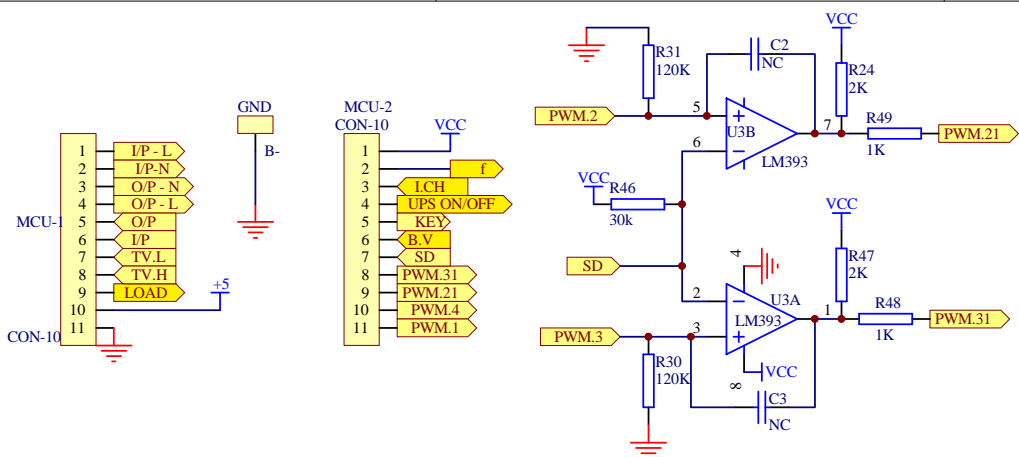 VCC
C2
NC
R31
120K
R24
2K
PWM.2
5
U3B
7
R49
PWM.21
6
LM393
1K
GND
B-
MCU-2
CON-10
VCC
MCU-1
1
I/P - L
2
I/P-N
3
O/P - N
4
O/P - L
5
O/P
6
I/P
7
TV.L
8
TV.H
9
LOAD
10
+5
11
CON-10
1
2
f
3
I.CH
4
UPS ON/OFF
5
KEY
6
B.V
7
SD
8
PWM.31
9
PWM.21
10
PWM.4
11
PWM.1
VCC
R46
30k
VCC
SD
4
R47
2K
2
U3A
1
R48
PWM.31
LM393
1K
PWM.3
3
R30
120K
8
VCC
C3
NC